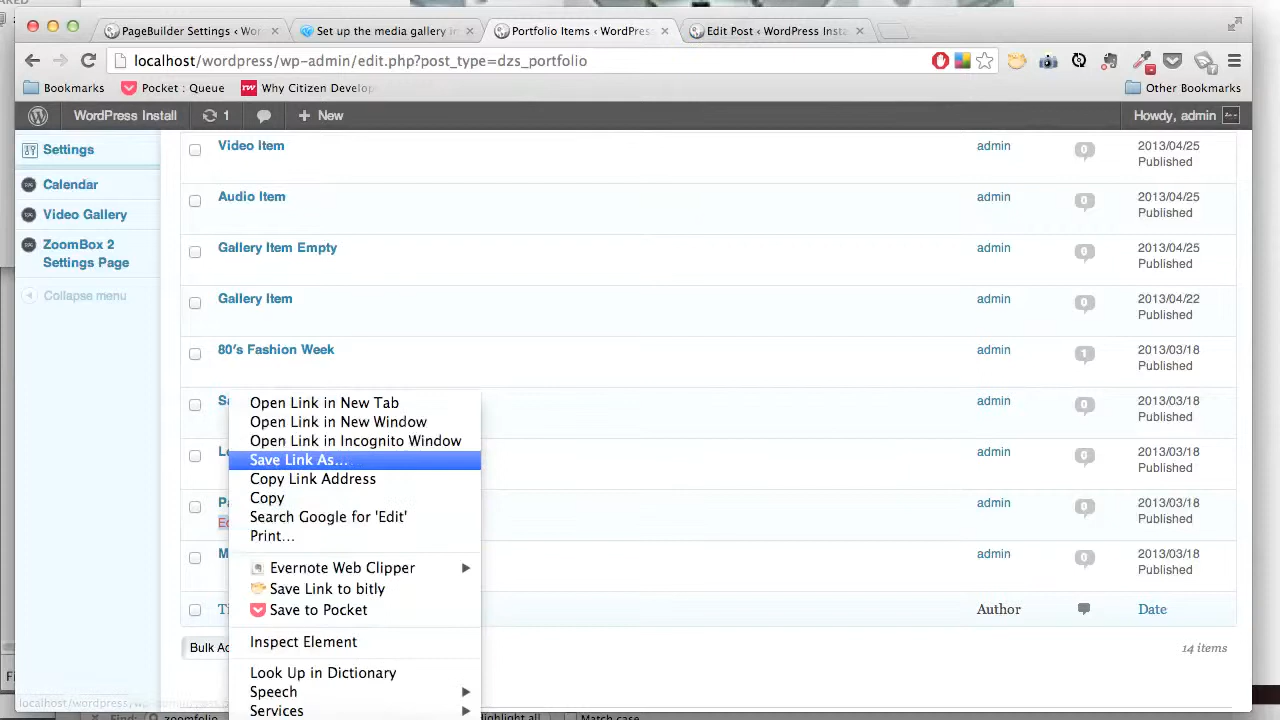 PageBuilder Settings ‹ Wo
Set up the media gallery in
Portfolio Items ‹ WordPress
Edit Post ‹ WordPress Insta
localhost/wordpress/wp-admin/edit.php?post_type=dzs_portfolio
Bookmarks
Pocket : Queue
Why Citizen Develop
Other Bookmarks
WordPress Install
1
New
Howdy, admin
Settings
Calendar
Video Gallery
ZoomBox 2
Settings Page
Collapse menu
Video Item
admin
0
2013/04/25
Published
Audio Item
admin
0
2013/04/25
Published
Gallery Item Empty
admin
0
2013/04/25
Published
Gallery Item
admin
0
2013/04/22
Published
80's Fashion Week
admin
1
2013/03/18
Published
admin
0
2013/03/18
Published
admin
0
2013/03/18
Published
admin
0
2013/03/18
Published
admin
0
2013/03/18
Published
Open Link in New Tab
Open Link in New Window
Open Link in Incognito Window
Save Link As...
Copy Link Address
Copy
Search Google for 'Edit'
Print...
Evernote Web Clipper
Save Link to bitly
Save to Pocket
Inspect Element
Look Up in Dictionary
Speech
Services
Author
Date
Bulk Ac
14 items
Find:
zoomfolio
Highlight all
Match case